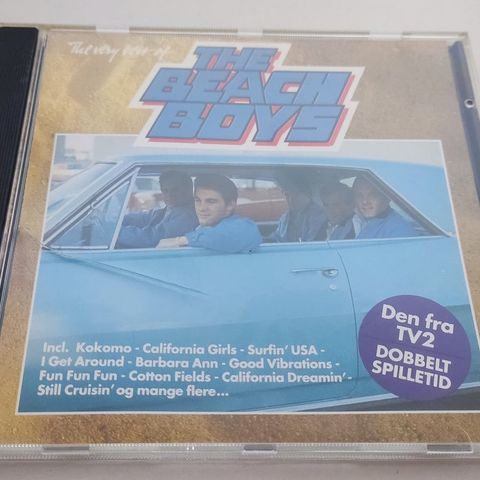 The very best of
THE
BEACH
BOYS
Incl. Kokomo - California Girls - Surfin' USA -
I Get Around - Barbara Ann - Good Vibrations -
Fun Fun Fun - Cotton Fields - California Dreamin' -
Still Cruisin' og mange flere...
Den fra
TV2
DOBBELT
SPILLETID